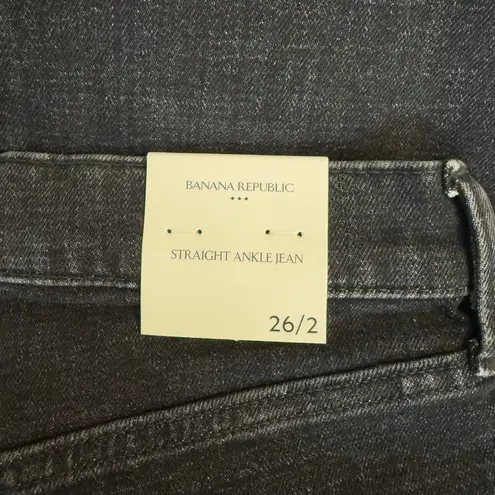 BANANA REPUBLIC
STRAIGHT ANKLE JEAN
26/2